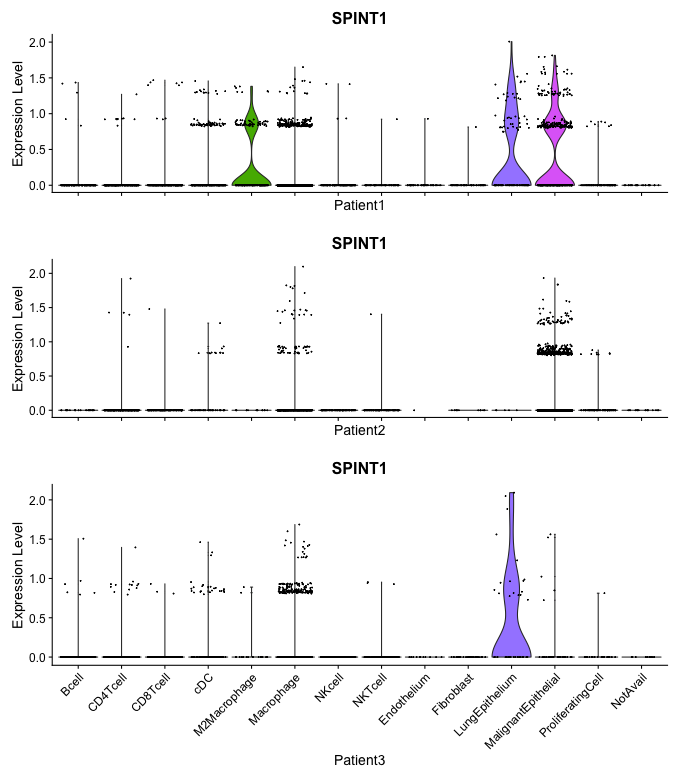 SPINT1
Expression Level
2.0
1.5
1.0
0.5
0.0
Patient1
SPINT1
Expression Level
2.0
1.5
1.0
0.5
0.0
Patient2
SPINT1
Expression Level
2.0
1.5
1.0
0.5
0.0
Bcell
CD4Tcell
CD8Tcell
cDC
M2Macrophage
Macrophage
NKcell
NKTcell
Endothelium
Fibroblast
LungEpithelium
MalignantEpithelial
ProliferatingCell
NotAvail
Patient3